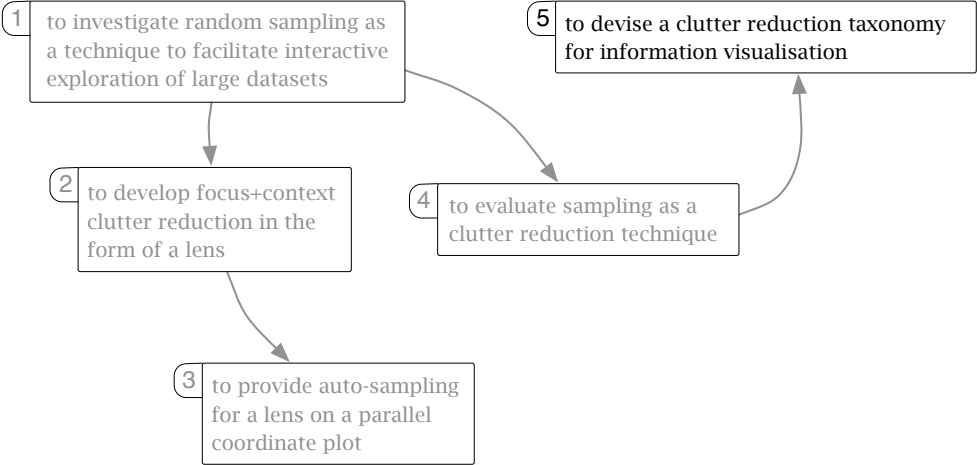 1
to investigate random sampling as
a technique to facilitate interactive
exploration of large datasets
5
to devise a clutter reduction taxonomy
for information visualisation
2
to develop focus+context
clutter reduction in the
form of a lens
4
to evaluate sampling as a
clutter reduction technique
3
to provide auto-sampling
for a lens on a parallel
coordinate plot